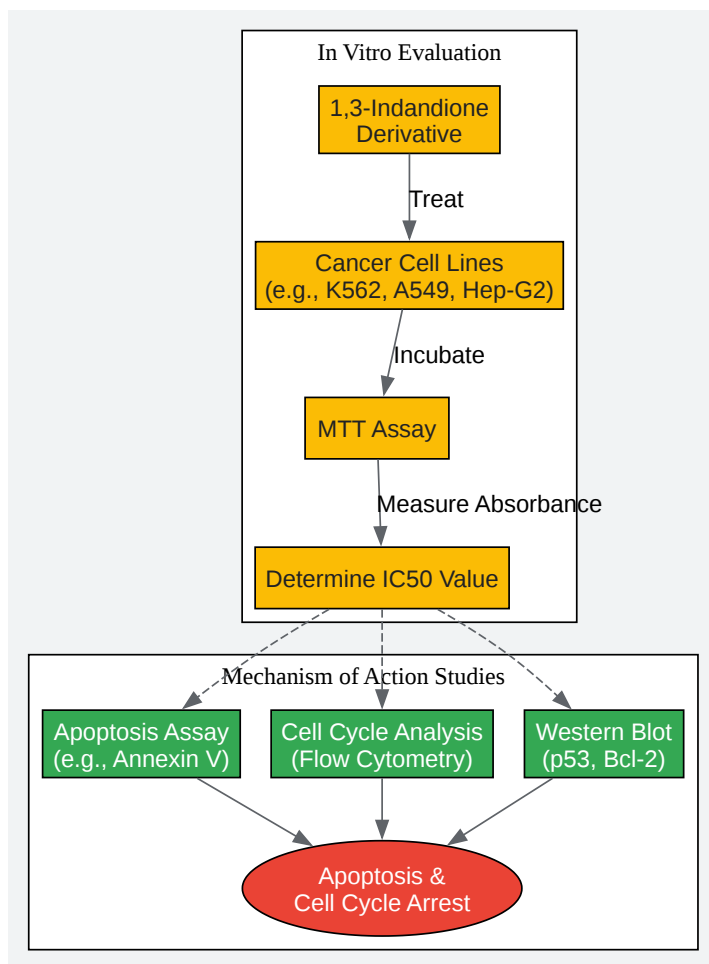 In Vitro Evaluation
1,3-Indandione
Derivative
Treat
Cancer Cell Lines
(e.g., K562, A549, Hep-G2)
Incubate
MTT Assay
Measure Absorbance
Determine IC50 Value
Mechanism of Action Studies
Apoptosis Assay
(e.g., Annexin V)
Cell Cycle Analysis
(Flow Cytometry)
Western Blot
(p53, Bcl-2)
Apoptosis &
Cell Cycle Arrest